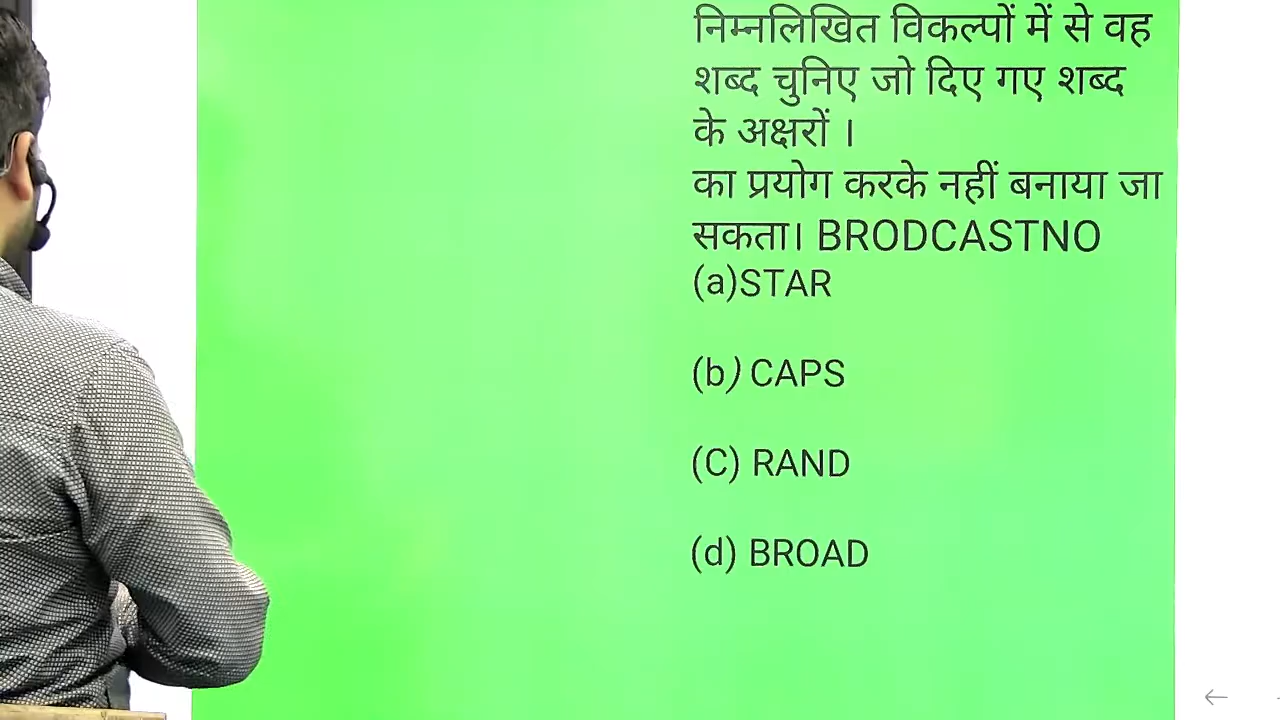 निम्नलिखित विकल्पों में से वह
शब्द चुनिए जो दिए गए शब्द
के अक्षरों ।
का प्रयोग करके नहीं बनाया जा
सकता। BRODCASTNO
(a)STAR
(b) CAPS
(C) RAND
(d) BROAD